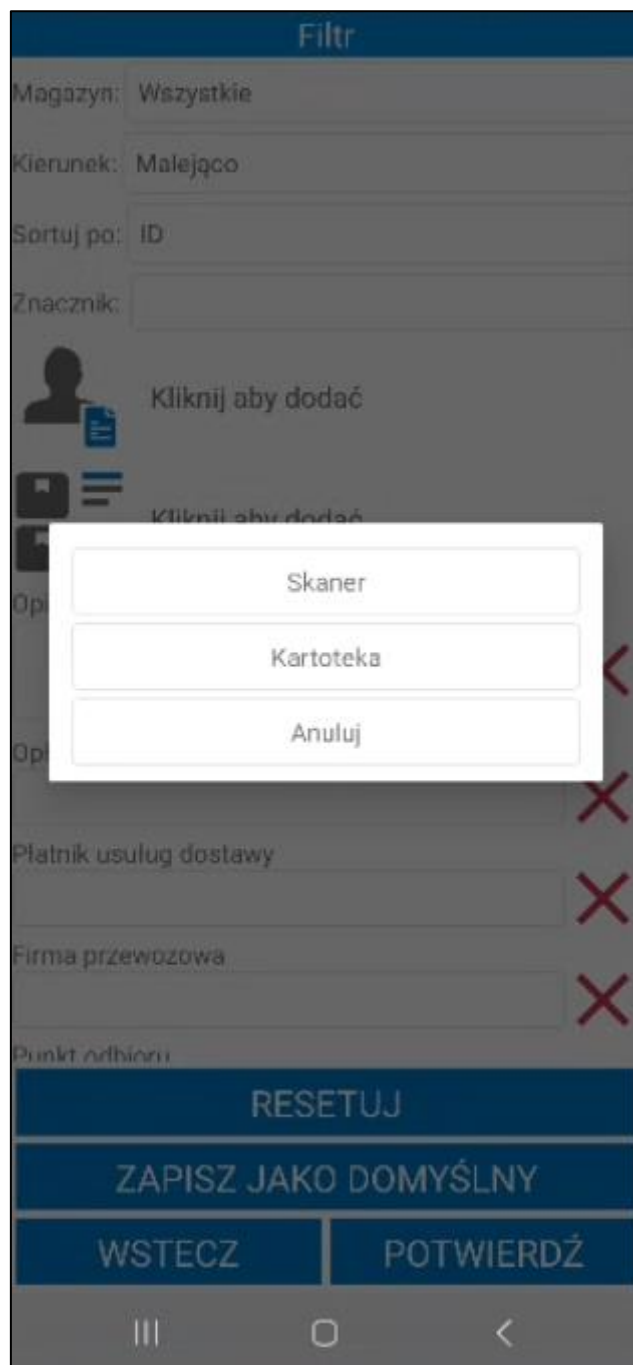 Filtr
Magazyn: Wszystkie
Kierunek: Malejąco
Sortuj po: ID
Znacznik:
Kliknij aby dodać
Kliknij aby dodać
Skaner
Kartoteka
Anuluj
Płatnik usuług dostawy
Firma przewozowa
Punkt odbioru
RESETUJ
ZAPISZ JAKO DOMYŚLNY
WSTECZ POTWIERDŹ